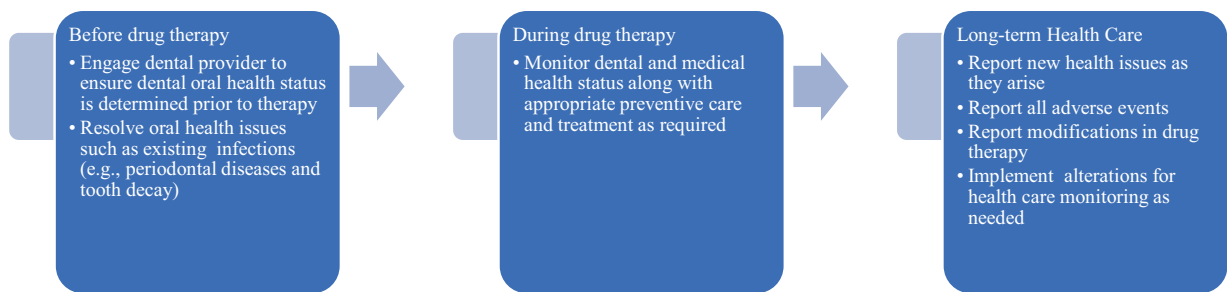 Before drug therapy
• Engage dental provider to
ensure dental oral health status
is determined prior to therapy
• Resolve oral health issues
such as existing infections
(e.g., periodontal diseases and
tooth decay)
During drug therapy
• Monitor dental and medical
health status along with
appropriate preventive care
and treatment as required
Long-term Health Care
• Report new health issues as
they arise
• Report all adverse events
• Report modifications in drug
therapy
• Implement alterations for
health care monitoring as
needed